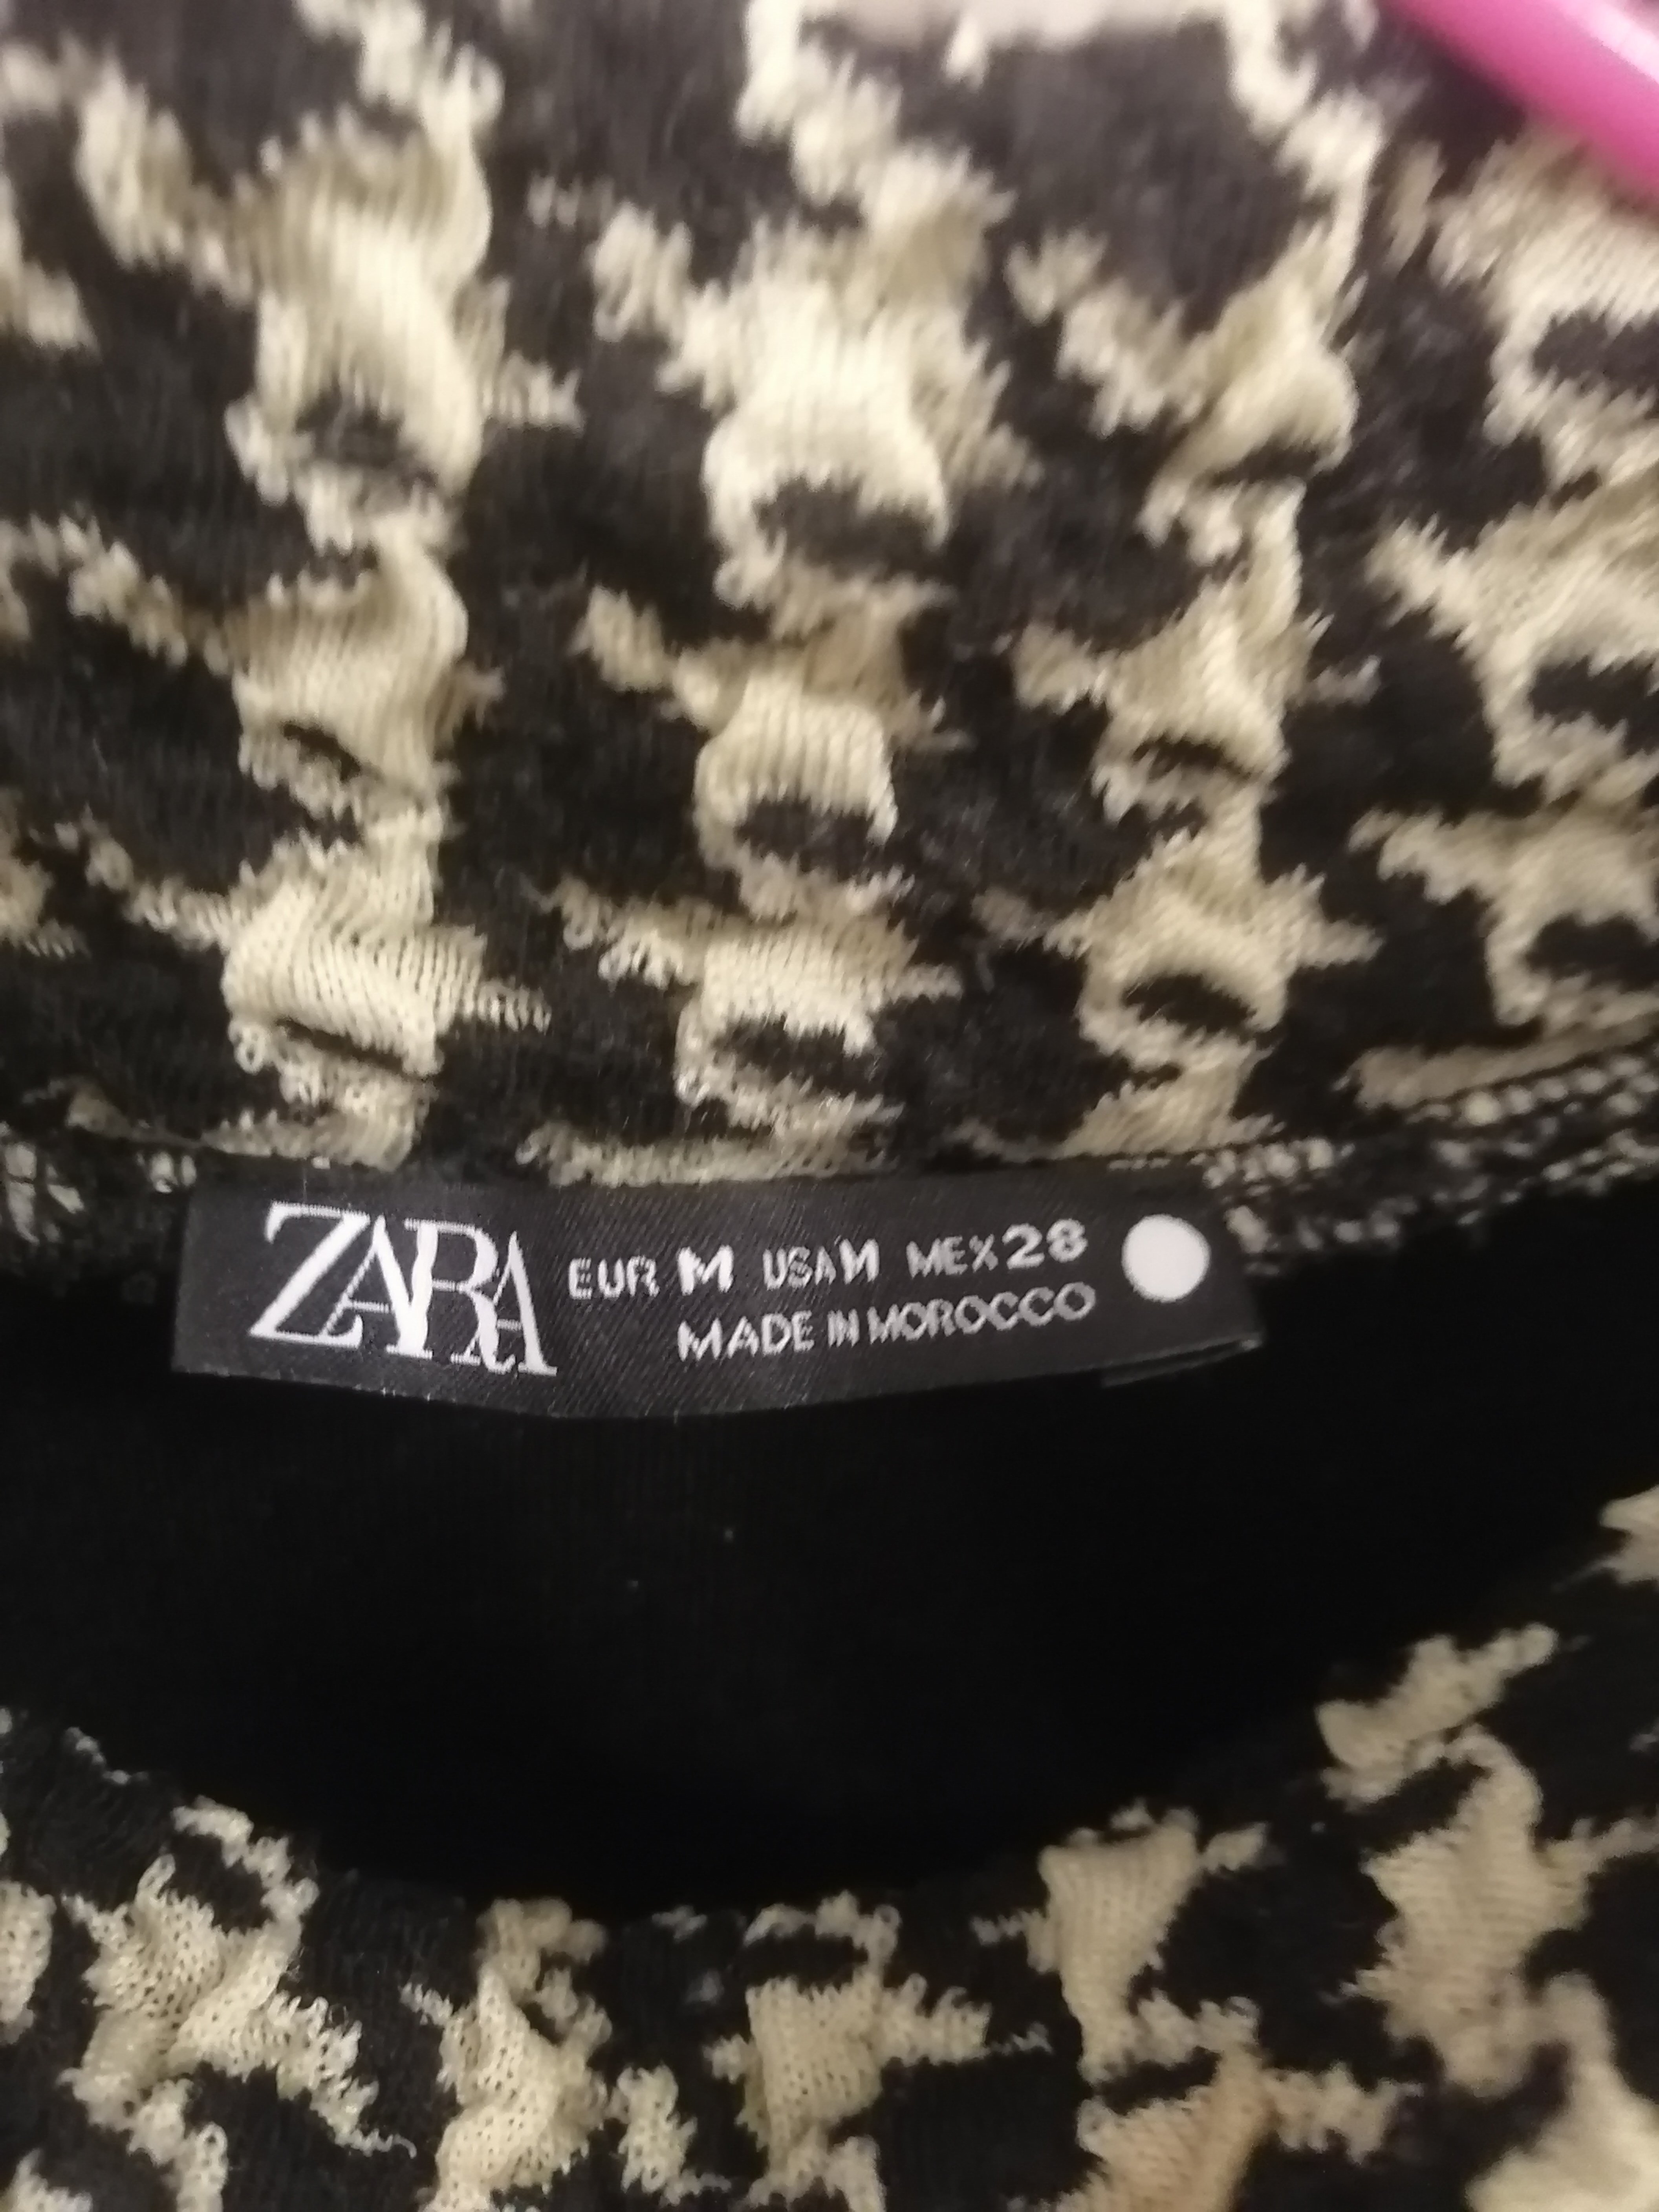 ZARA EUR M USA M MEX 28
MADE IN MOROCCO